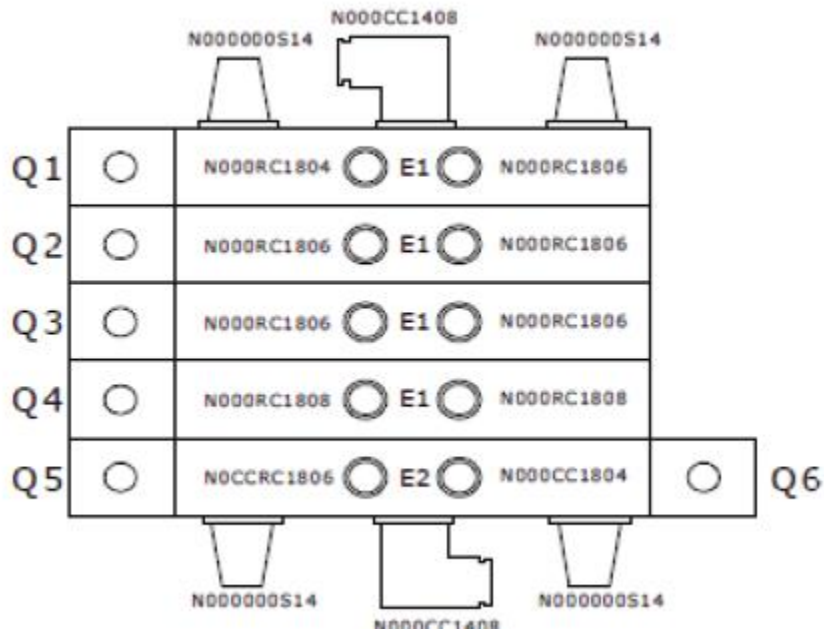 N000CC1408
N000000S14 N000000S14
Q1 N000RC1804 E1 N000RC1806
Q2 N000RC1806 E1 N000RC1806
Q3 N000RC1806 E1 N000RC1806
Q4 N000RC1808 E1 N000RC1808
Q5 N0CCRC1806 E2 N000CC1804 Q6
N000000S14 N000000S14
N000CC1408